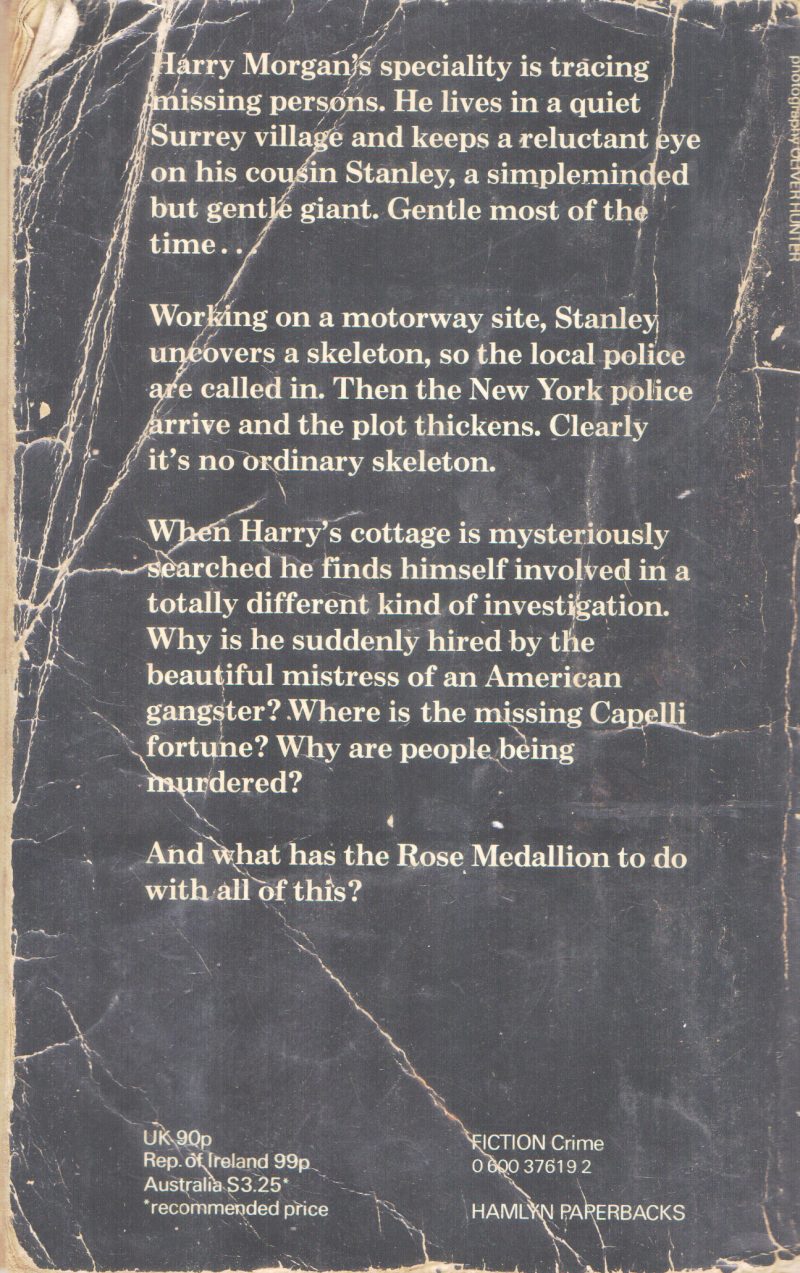 Harry Morgan's speciality is tracing
missing persons. He lives in a quiet
Surrey village and keeps a reluctant eye
on his cousin Stanley, a simpleminded
but gentle giant. Gentle most of the
time...
Working on a motorway site, Stanley
uncovers a skeleton, so the local police
are called in. Then the New York police
arrive and the plot thickens. Clearly
it's no ordinary skeleton.
When Harry's cottage is mysteriously
searched he finds himself involved in a
totally different kind of investigation.
Why is he suddenly hired by the
beautiful mistress of an American
gangster? Where is the missing Capelli
fortune? Why are people being
murdered?
And what has the Rose Medallion to do
with all of this?
UK 90p
Rep. of Ireland 99p
Australia $3.25*
*recommended price
FICTION Crime
0 600 37619 2
HAMLYN PAPERBACKS
photography OLIVER HUNTER